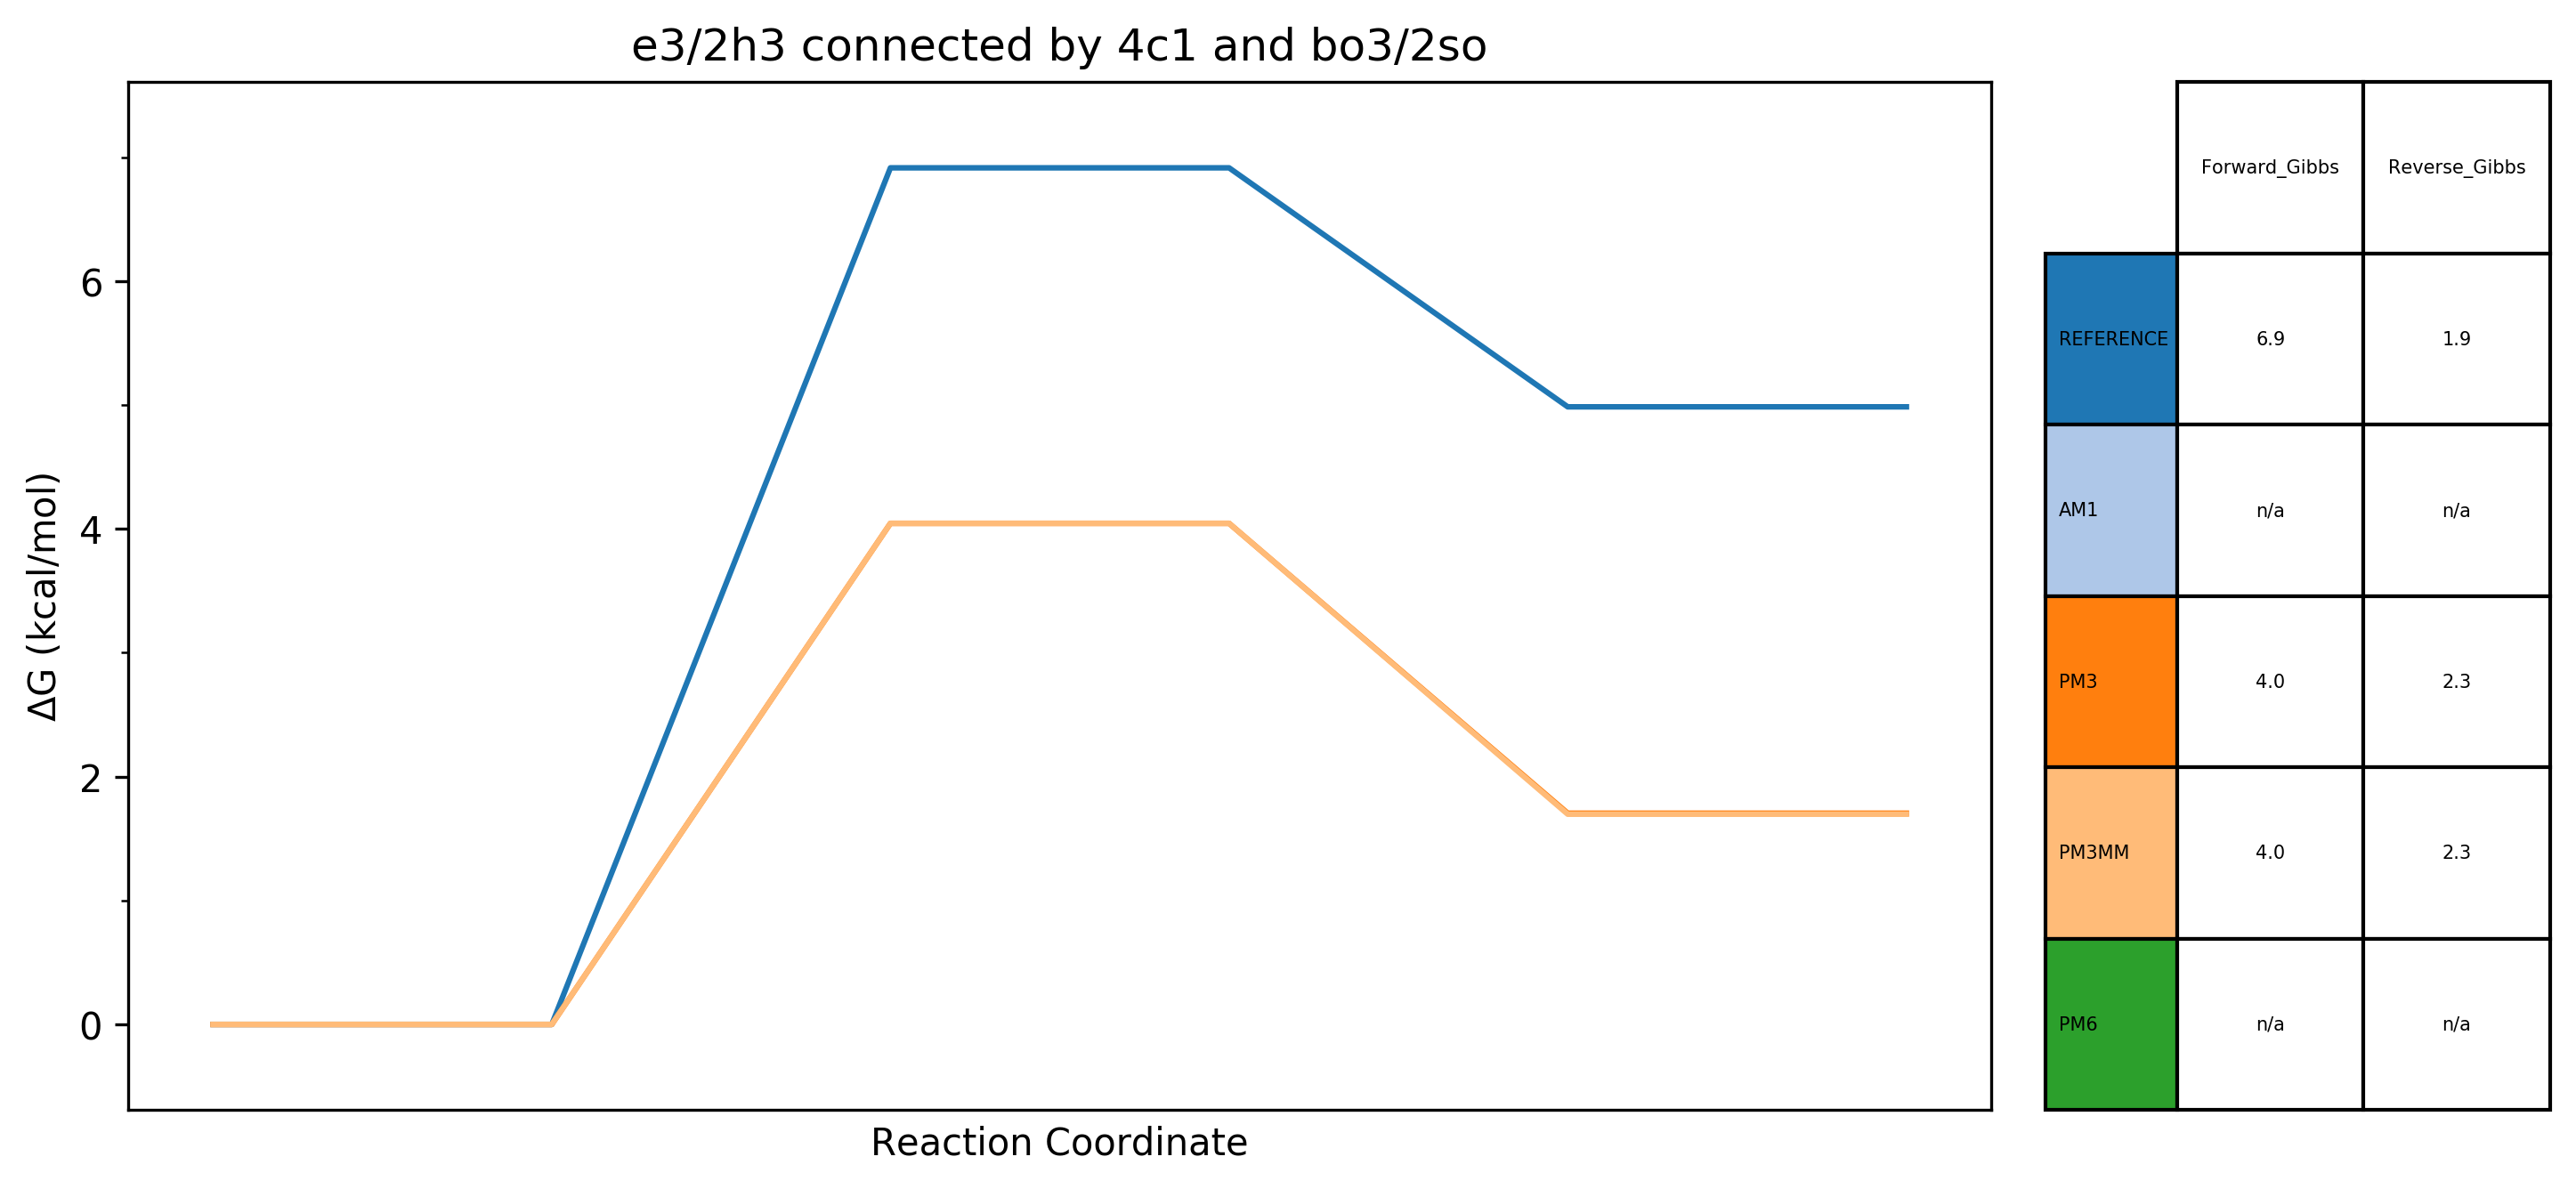 e3/2h3 connected by 4c1 and bo3/2so
ΔG (kcal/mol)
6
4
2
0
Reaction Coordinate
Forward_Gibbs Reverse_Gibbs
REFERENCE 6.9 1.9
AM1 n/a n/a
PM3 4.0 2.3
PM3MM 4.0 2.3
PM6 n/a n/a